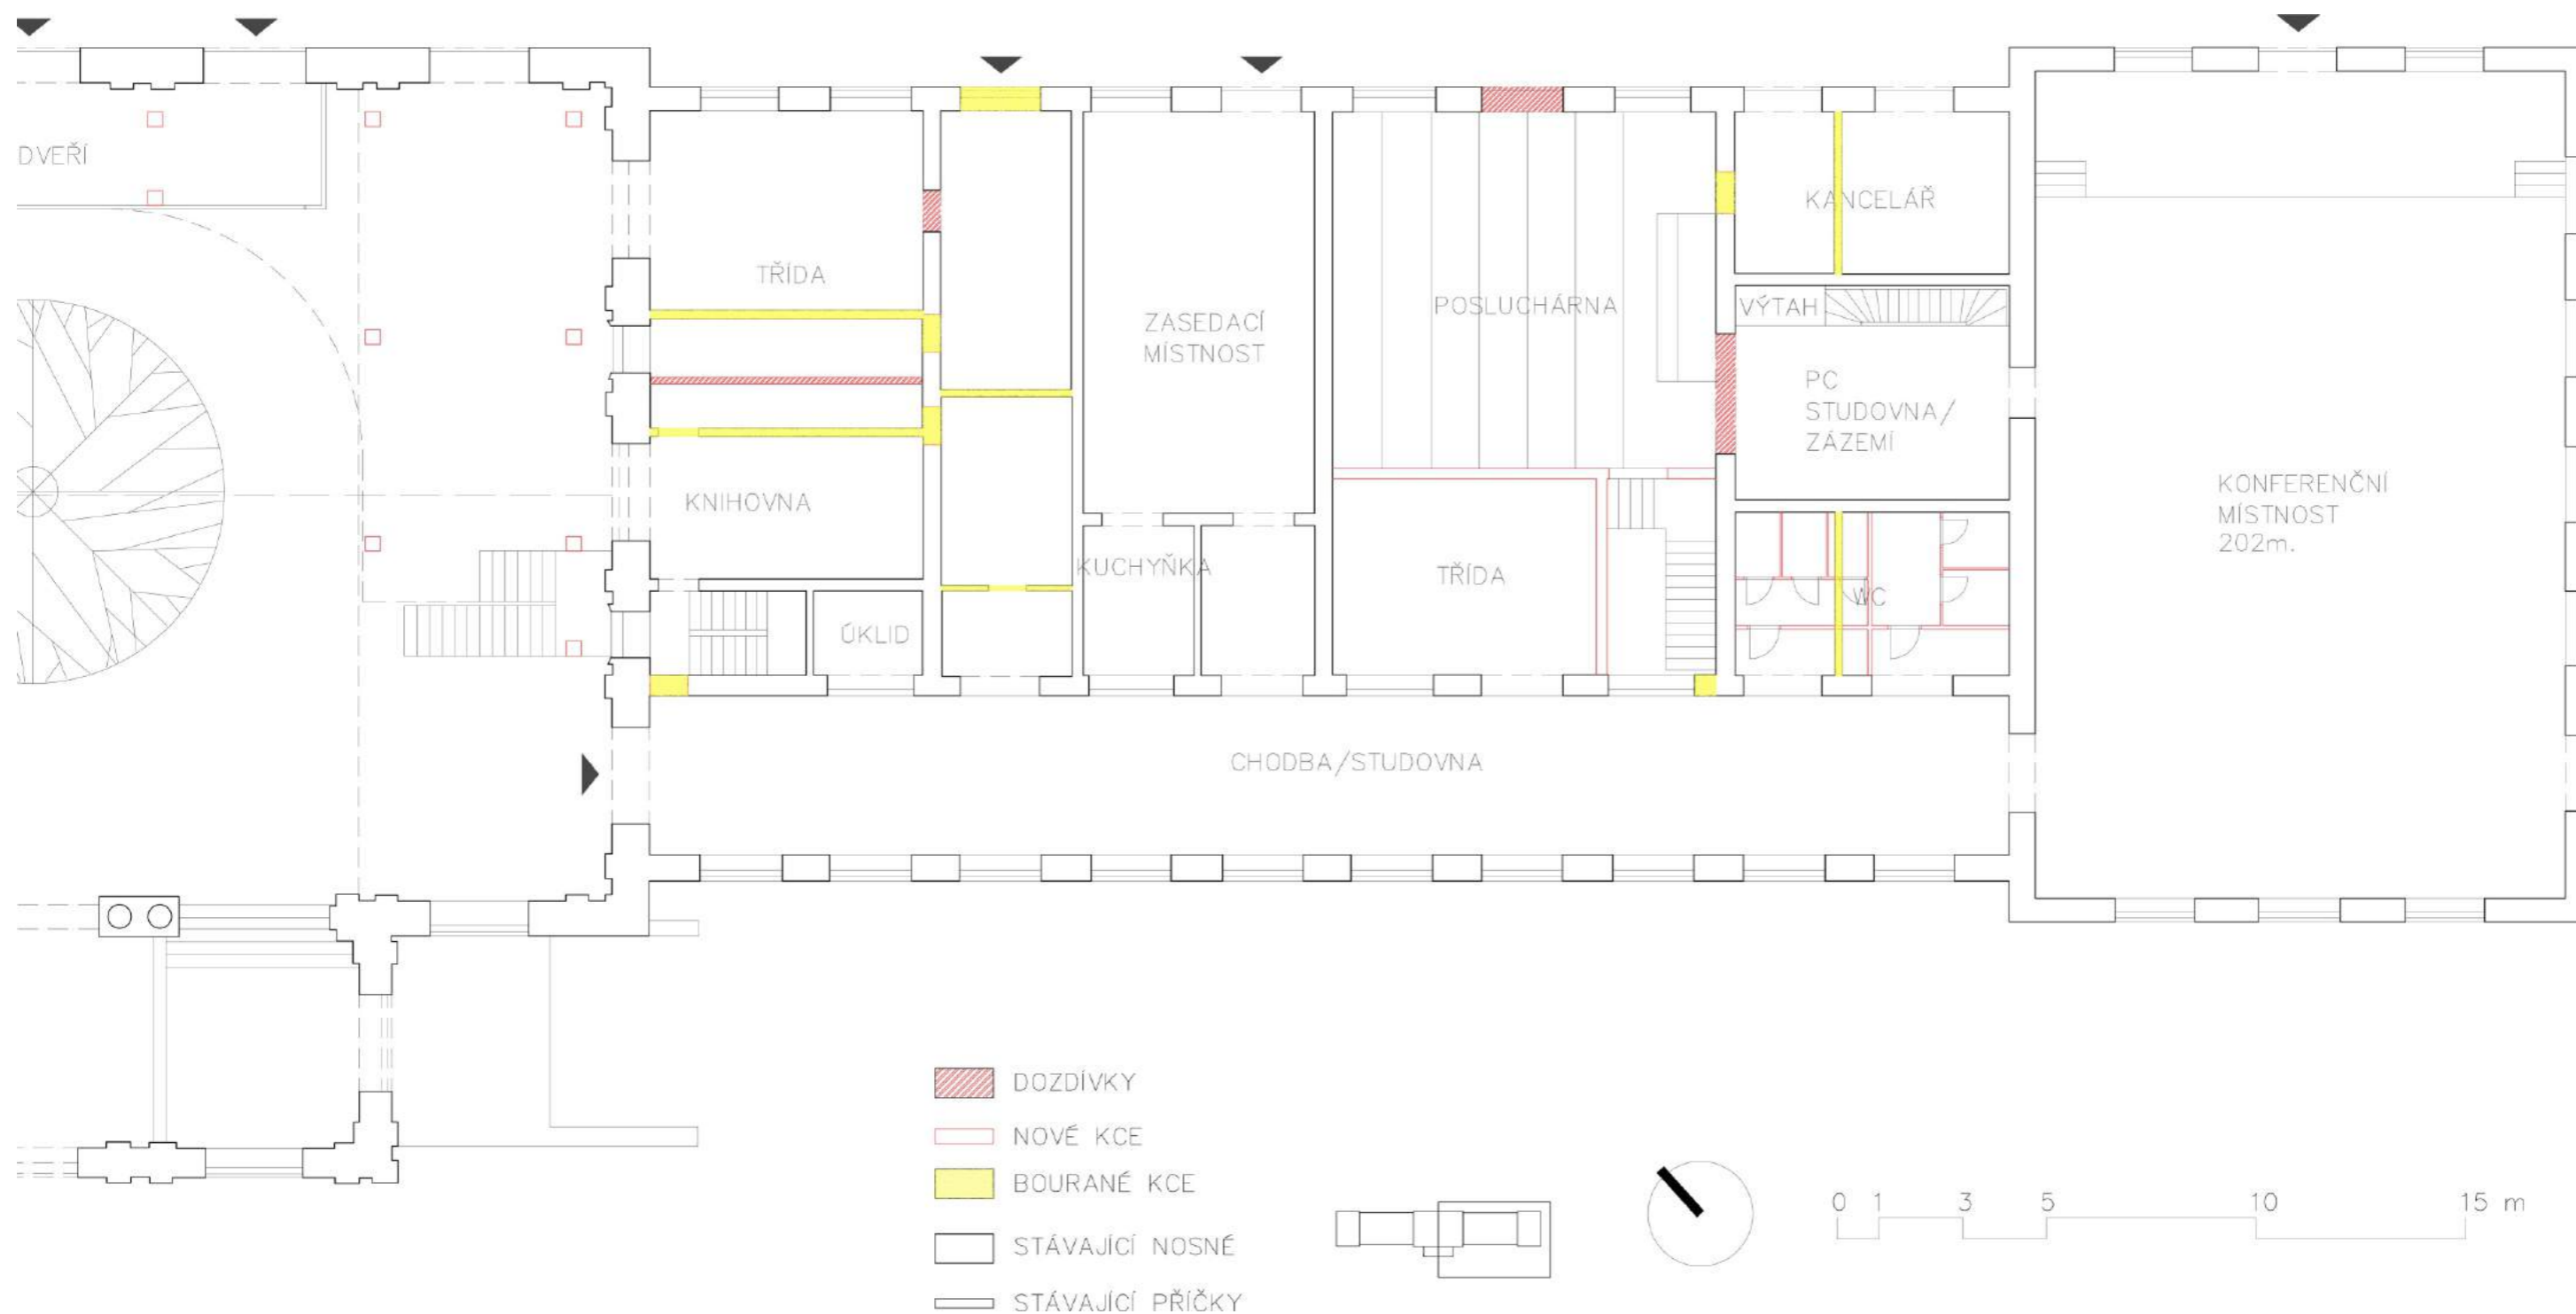 DVEŘÍ
TŘÍDA
KNIHOVNA
ÚKLID
ZASEDACÍ
MÍSTNOST
KUCHYŇKA
POSLUCHÁRNA
TŘÍDA
KANCELÁŘ
VÝTAH
PC
STUDOVNA/
ZÁZEMÍ
WC
KONFERENČNÍ
MÍSTNOST
202m.
CHODBA/STUDOVNA
DOZDÍVKY
NOVÉ KCE
BOURANÉ KCE
STÁVAJÍCÍ NOSNÉ
STÁVAJÍCÍ PŘÍČKY
0 1 3 5 10 15 m